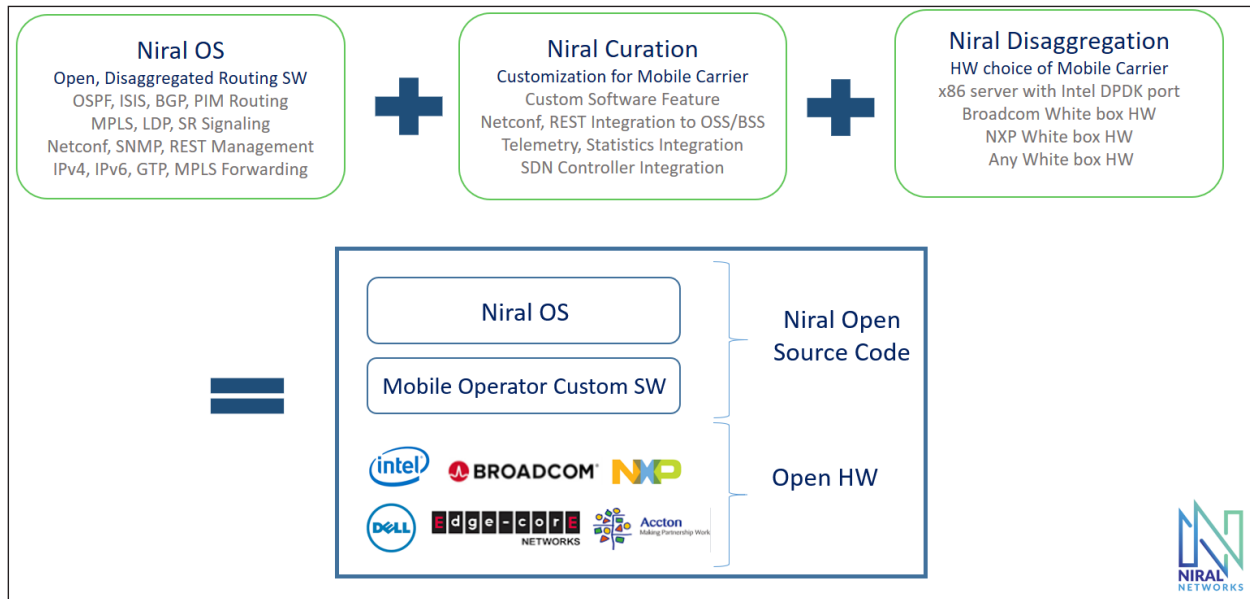 Niral OS
Open, Disaggregated Routing SW
OSPF, ISIS, BGP, PIM Routing
MPLS, LDP, SR Signaling
Netconf, SNMP, REST Management
IPv4, IPv6, GTP, MPLS Forwarding
Niral Curation
Customization for Mobile Carrier
Custom Software Feature
Netconf, REST Integration to OSS/BSS
Telemetry, Statistics Integration
SDN Controller Integration
Niral Disaggregation
HW choice of Mobile Carrier
x86 server with Intel DPDK port
Broadcom White box HW
NXP White box HW
Any White box HW
Niral OS
Mobile Operator Custom SW
Niral Open
Source Code
intel
BROADCOM
NXP
DELL
Edge-corE
NETWORKS
Accton
Making Partnership Work
Open HW
NIRAL
NETWORKS